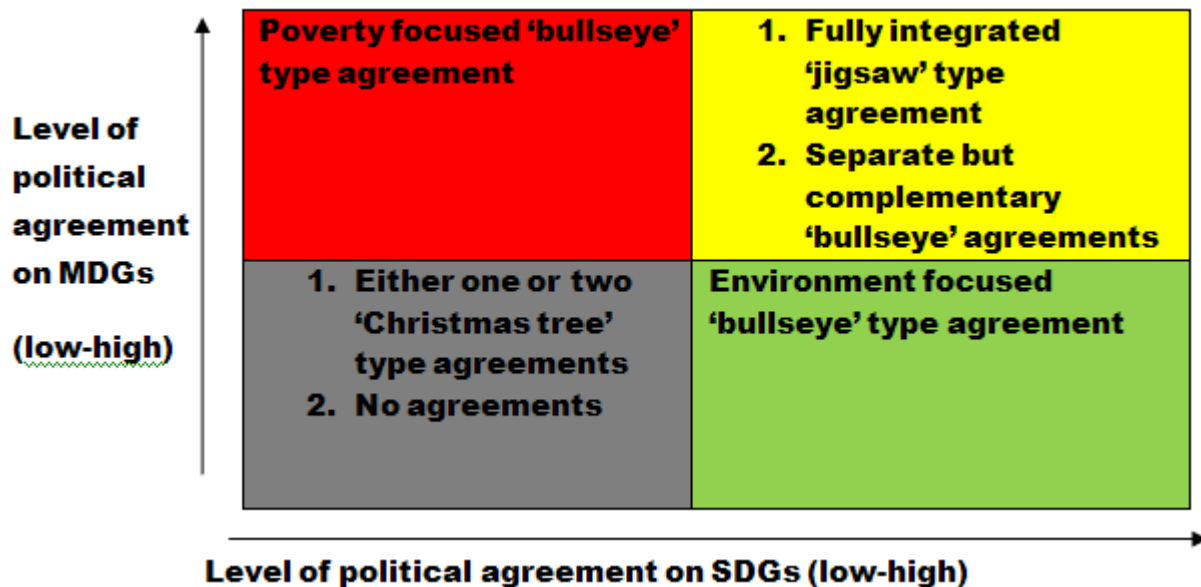 Poverty focused ‘bullseye’
type agreement
1. Fully integrated
‘jigsaw’ type
agreement
2. Separate but
complementary
‘bullseye’ agreements
Level of
political
agreement
on MDGs
(low-high)
1. Either one or two
‘Christmas tree’
type agreements
2. No agreements
Environment focused
‘bullseye’ type agreement
Level of political agreement on SDGs (low-high)